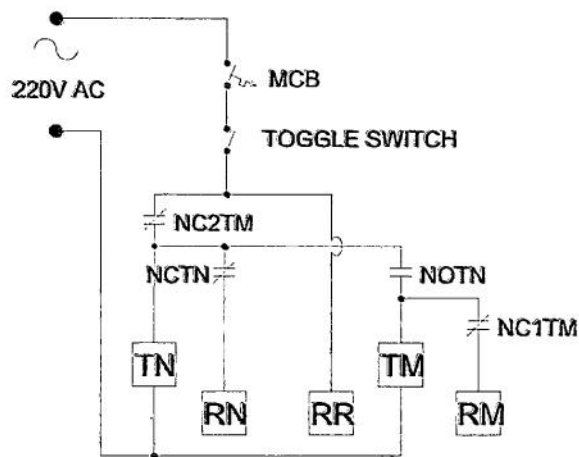 MCB
220V AC
TOGGLE SWITCH
NC2TM
NCTN
NOTN
NC1TM
TN
TM
RN
RR
RM